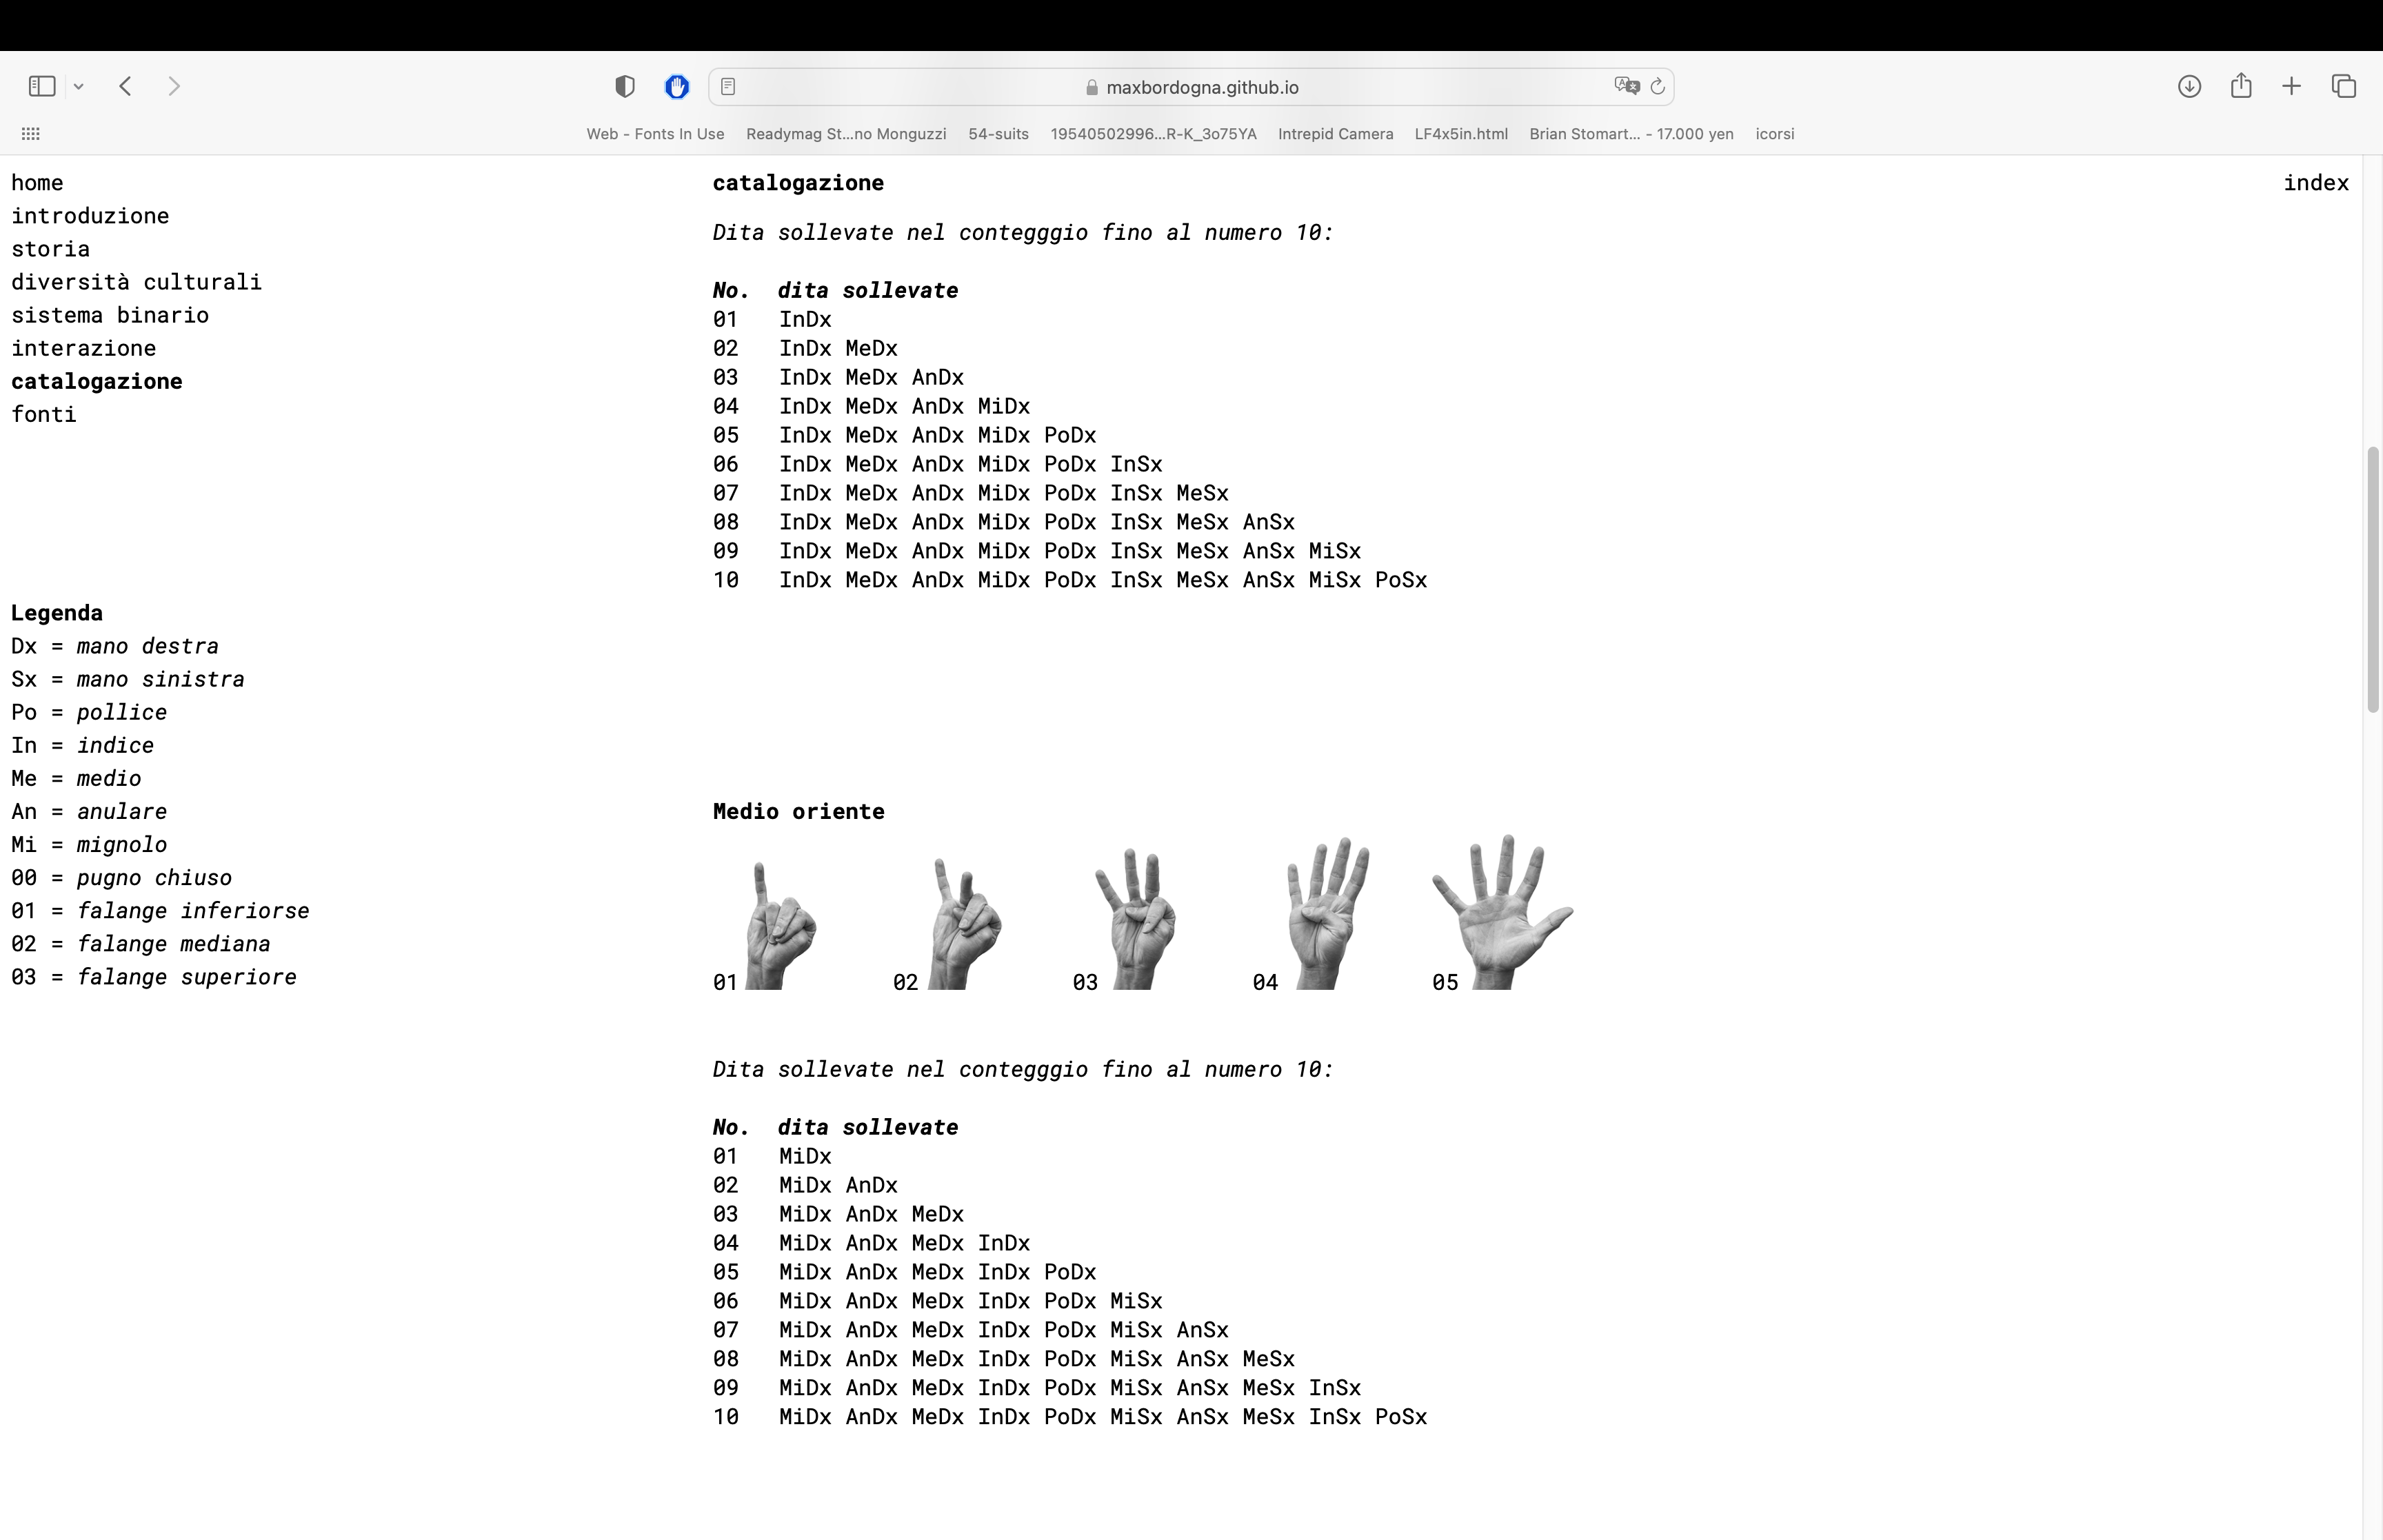 maxbordogna.github.io
Web - Fonts In Use Readymag St...no Monguzzi 54-suits 19540502996...R-K_3o75YA Intrepid Camera LF4x5in.html Brian Stomart... - 17.000 yen icorsi
home
introduzione
storia
diversità culturali
sistema binario
interazione
catalogazione
fonti
Legenda
Dx = mano destra
Sx = mano sinistra
Po = pollice
In = indice
Me = medio
An = anulare
Mi = mignolo
00 = pugno chiuso
01 = falange inferiorse
02 = falange mediana
03 = falange superiore
catalogazione
index
Dita sollevate nel contegggio fino al numero 10:
No. dita sollevate
01 InDx
02 InDx MeDx
03 InDx MeDx AnDx
04 InDx MeDx AnDx MiDx
05 InDx MeDx AnDx MiDx PoDx
06 InDx MeDx AnDx MiDx PoDx InSx
07 InDx MeDx AnDx MiDx PoDx InSx MeSx
08 InDx MeDx AnDx MiDx PoDx InSx MeSx AnSx
09 InDx MeDx AnDx MiDx PoDx InSx MeSx AnSx MiSx
10 InDx MeDx AnDx MiDx PoDx InSx MeSx AnSx MiSx PoSx
Medio oriente
01 02 03 04 05
Dita sollevate nel contegggio fino al numero 10:
No. dita sollevate
01 MiDx
02 MiDx AnDx
03 MiDx AnDx MeDx
04 MiDx AnDx MeDx InDx
05 MiDx AnDx MeDx InDx PoDx
06 MiDx AnDx MeDx InDx PoDx MiSx
07 MiDx AnDx MeDx InDx PoDx MiSx AnSx
08 MiDx AnDx MeDx InDx PoDx MiSx AnSx MeSx
09 MiDx AnDx MeDx InDx PoDx MiSx AnSx MeSx InSx
10 MiDx AnDx MeDx InDx PoDx MiSx AnSx MeSx InSx PoSx